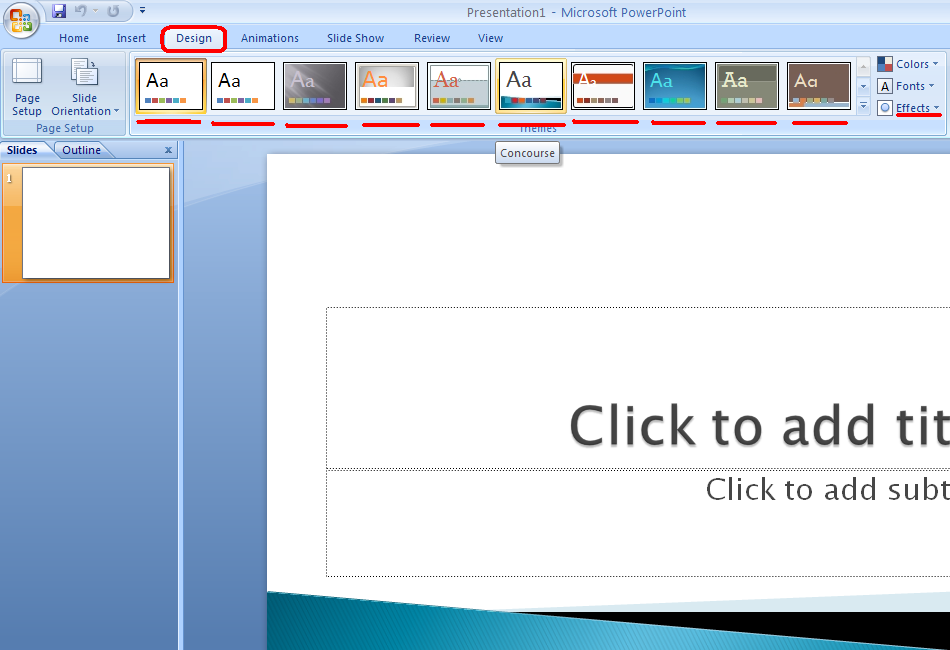 Presentation1 - Microsoft PowerPoint
Home Insert Design Animations Slide Show Review View
Aa Aa Aa Aa Aa Aa Aa Aa Aa Aa
Colors
Fonts
Effects
Page Setup
Slide Orientation
Page Setup
Themes
Slides Outline x
Concourse
1
Click to add tit
Click to add subt